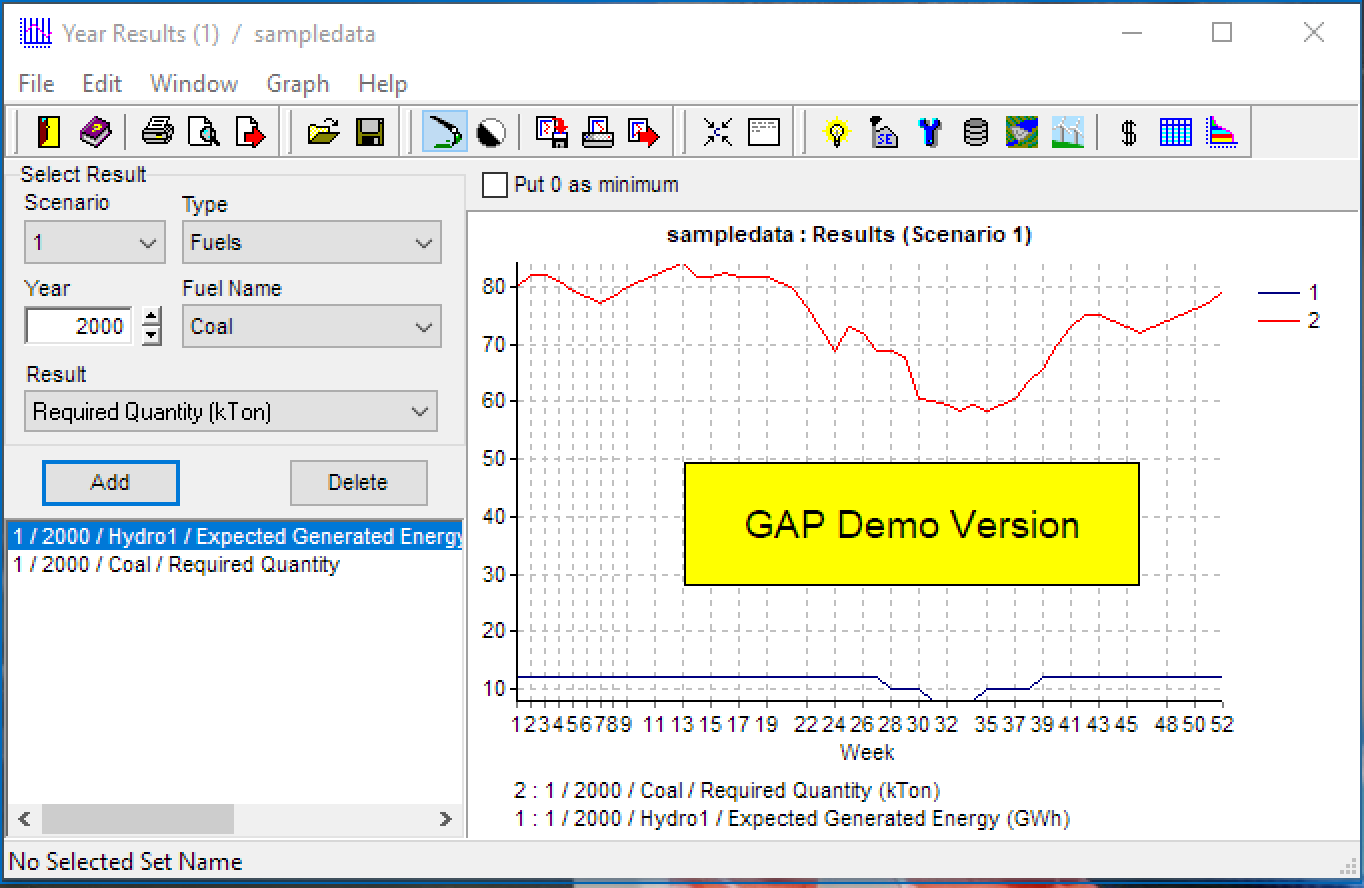 Year Results (1) / sampledata
File Edit Window Graph Help
SE $
Select Result
Scenario Type
1 Fuels
Year Fuel Name
2000 Coal
Result
Required Quantity (kTon)
Add Delete
1 / 2000 / Hydro1 / Expected Generated Energy
1 / 2000 / Coal / Required Quantity
No Selected Set Name
Put 0 as minimum
sampledata : Results (Scenario 1)
80
70
60
50
40
30
20
10
1 2 3 4 5 6 7 8 9 11 13 15 17 19 22 24 26 28 30 32 35 37 39 41 43 45 48 50 52
Week
1
2
GAP Demo Version
2 : 1 / 2000 / Coal / Required Quantity (kTon)
1 : 1 / 2000 / Hydro1 / Expected Generated Energy (GWh)